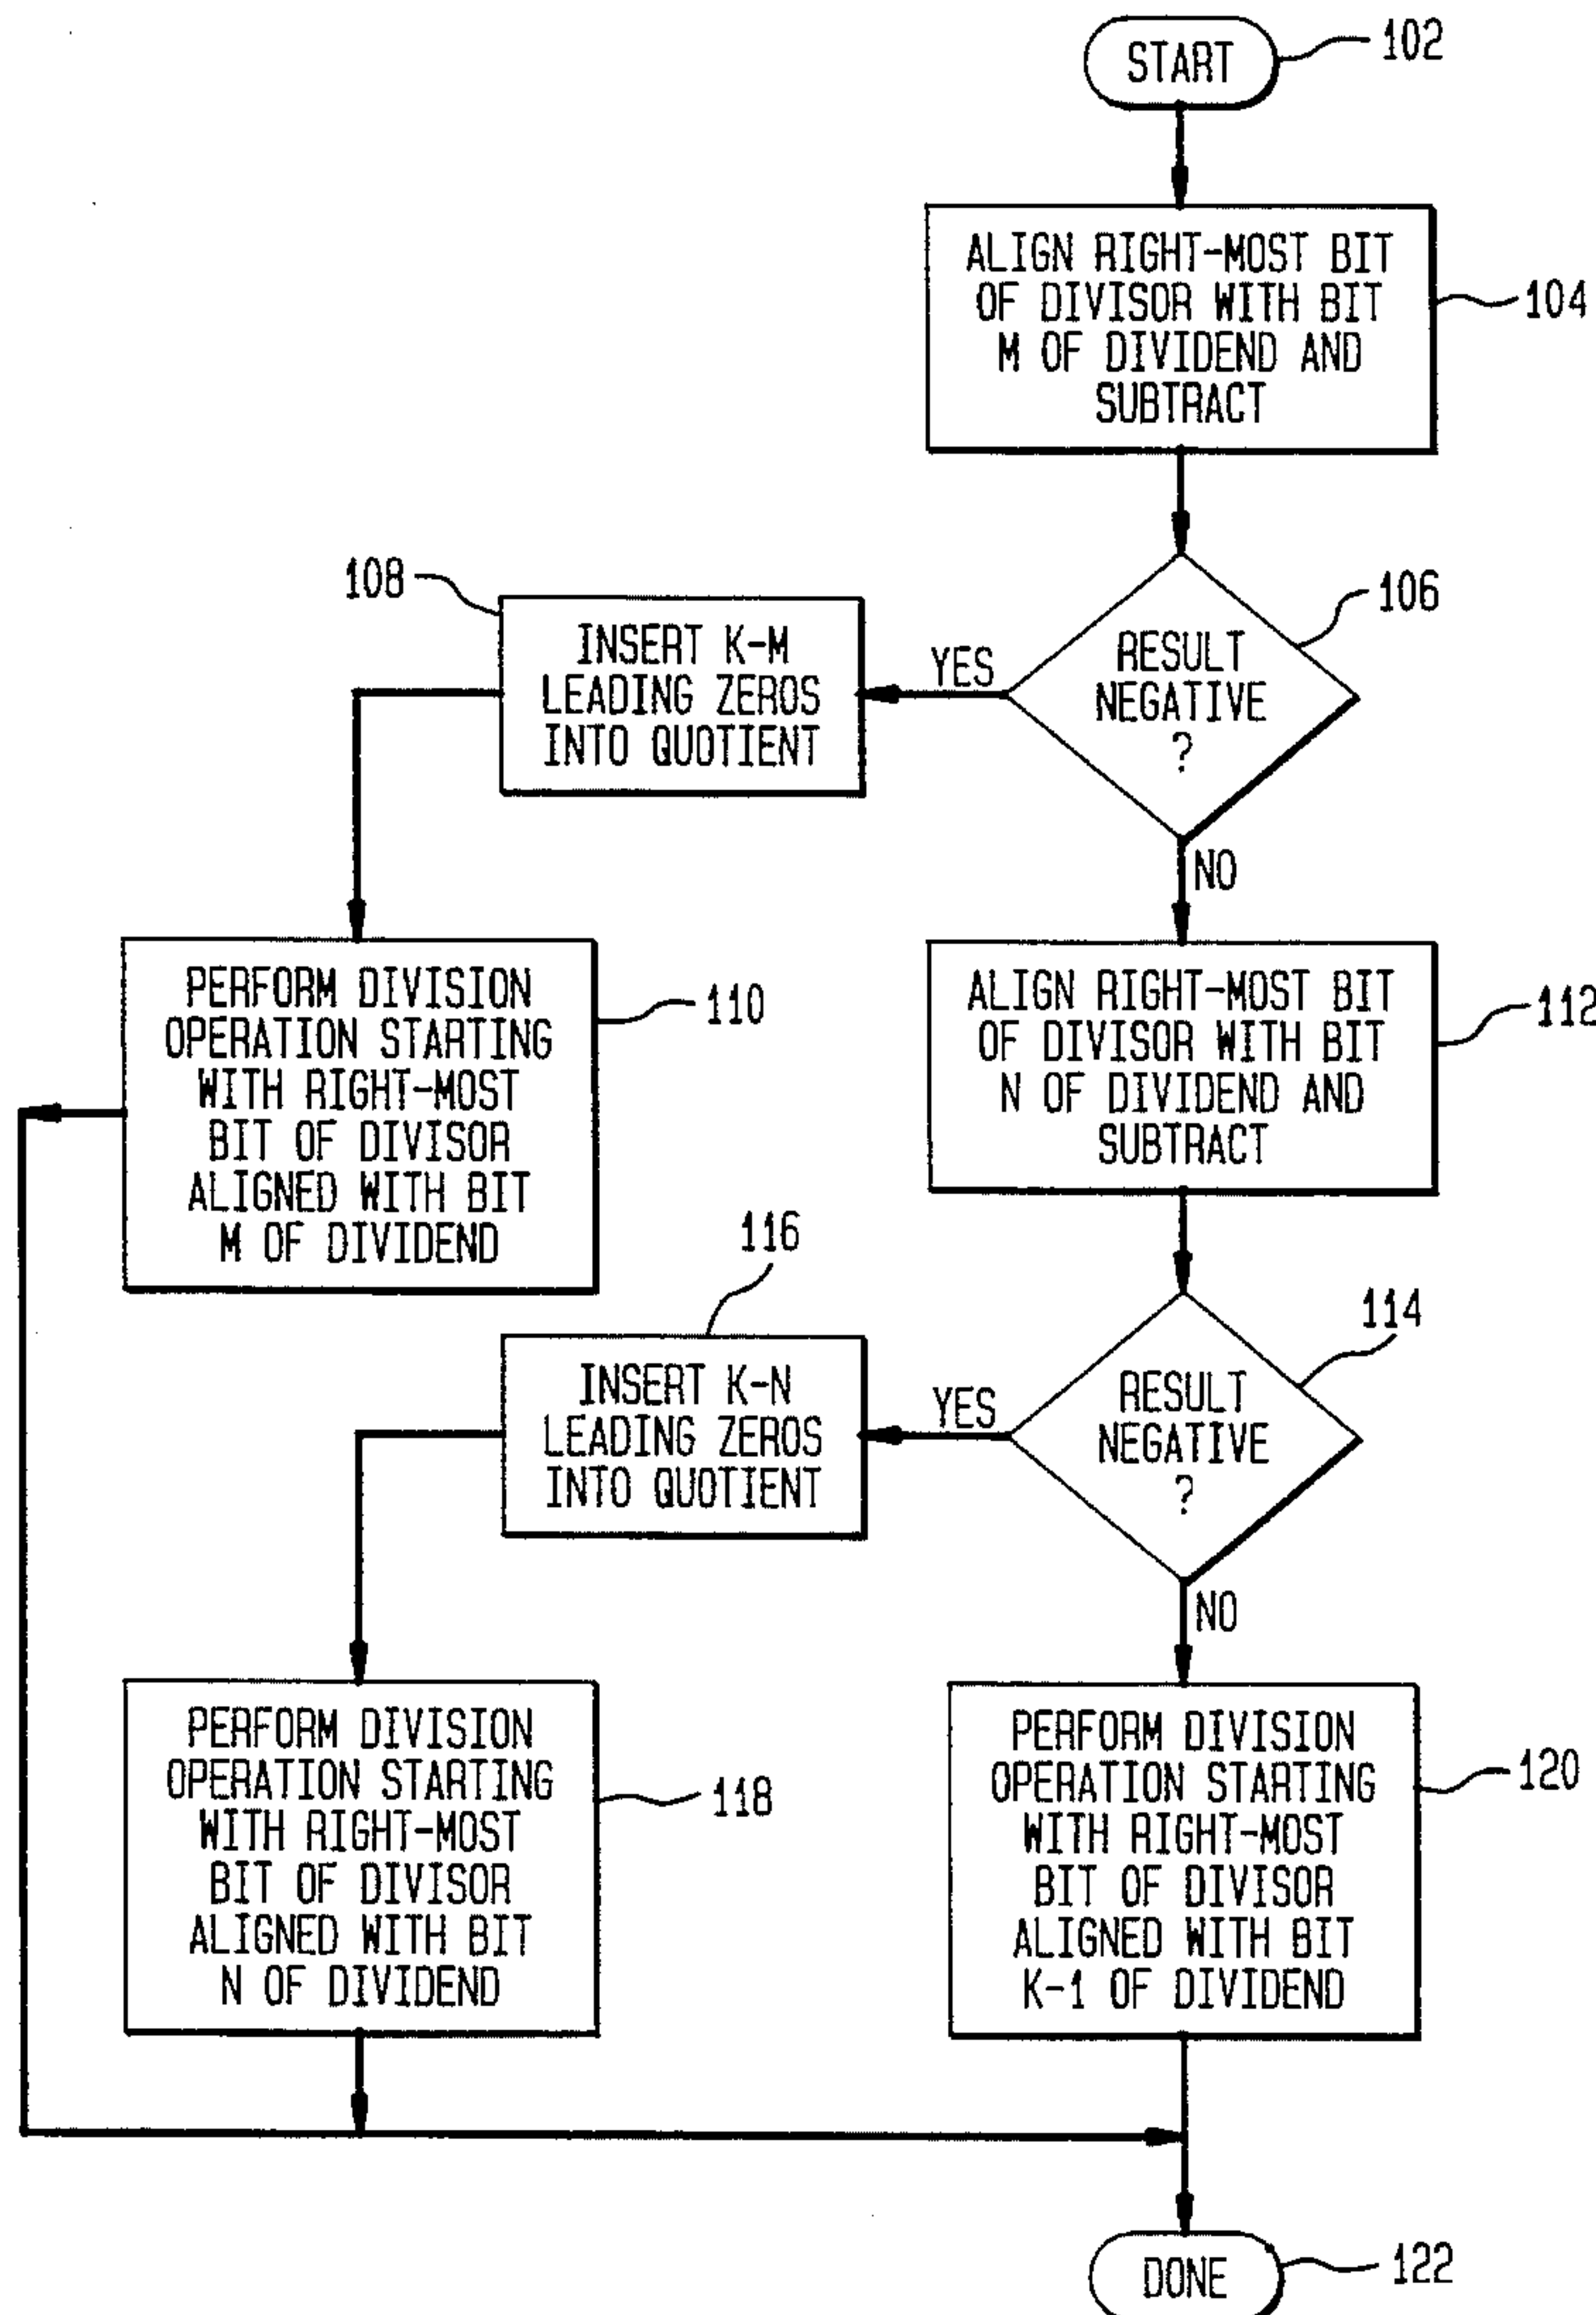 START
102
ALIGN RIGHT-MOST BIT
OF DIVISOR WITH BIT
M OF DIVIDEND AND
SUBTRACT
104
RESULT
NEGATIVE
?
106
YES
108
INSERT K-M
LEADING ZEROS
INTO QUOTIENT
NO
PERFORM DIVISION
OPERATION STARTING
WITH RIGHT-MOST
BIT OF DIVISOR
ALIGNED WITH BIT
M OF DIVIDEND
110
ALIGN RIGHT-MOST BIT
OF DIVISOR WITH BIT
N OF DIVIDEND AND
SUBTRACT
112
RESULT
NEGATIVE
?
114
YES
116
INSERT K-N
LEADING ZEROS
INTO QUOTIENT
NO
PERFORM DIVISION
OPERATION STARTING
WITH RIGHT-MOST
BIT OF DIVISOR
ALIGNED WITH BIT
N OF DIVIDEND
118
PERFORM DIVISION
OPERATION STARTING
WITH RIGHT-MOST
BIT OF DIVISOR
ALIGNED WITH BIT
K-1 OF DIVIDEND
120
DONE
122